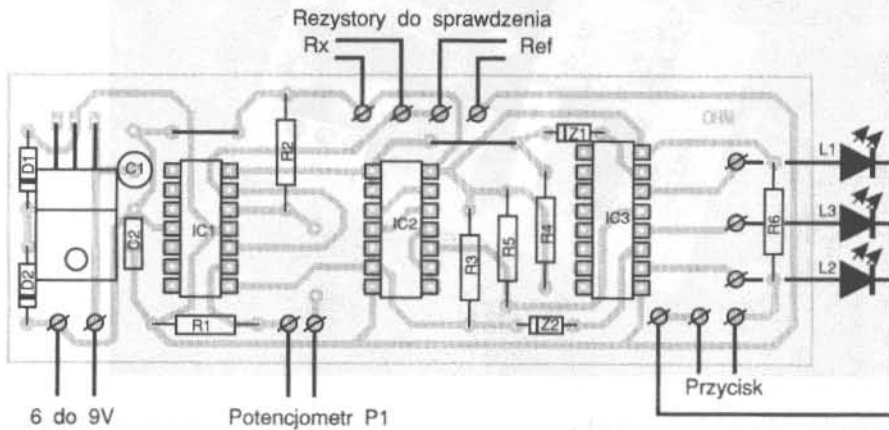 Rezystory do sprawdzenia
Rx
Ref
OHM
Z1
L1
D1
C1
R2
IC1
IC2
R3
R5
R4
IC3
R6
L3
C2
L2
D2
R1
Z2
Przycisk
6 do 9V
Potencjometr P1